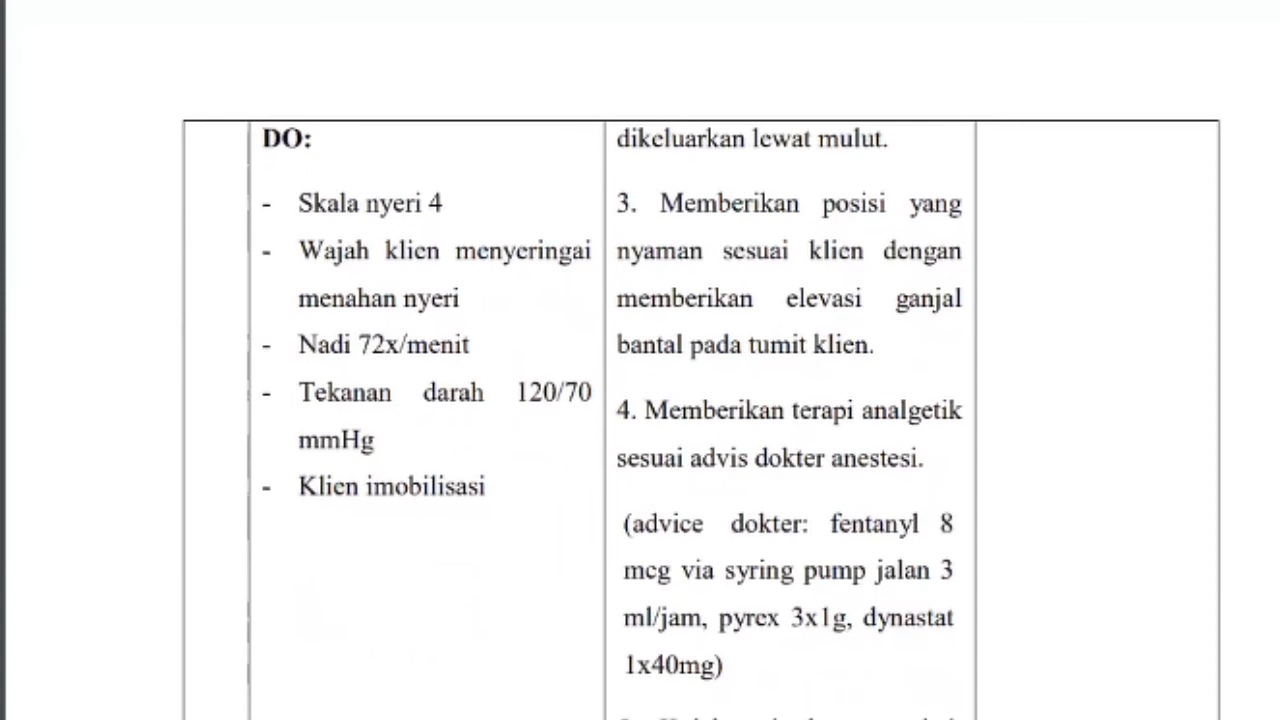 DO:
- Skala nyeri 4
- Wajah klien menyeringai
menahan nyeri
- Nadi 72x/menit
- Tekanan darah 120/70
mmHg
- Klien imobilisasi
dikeluarkan lewat mulut.
3. Memberikan posisi yang
nyaman sesuai klien dengan
memberikan elevasi ganjal
bantal pada tumit klien.
4. Memberikan terapi analgetik
sesuai advis dokter anestesi.
(advice dokter: fentanyl 8
mcg via syring pump jalan 3
ml/jam, pyrex 3x1g, dynastat
1x40mg)